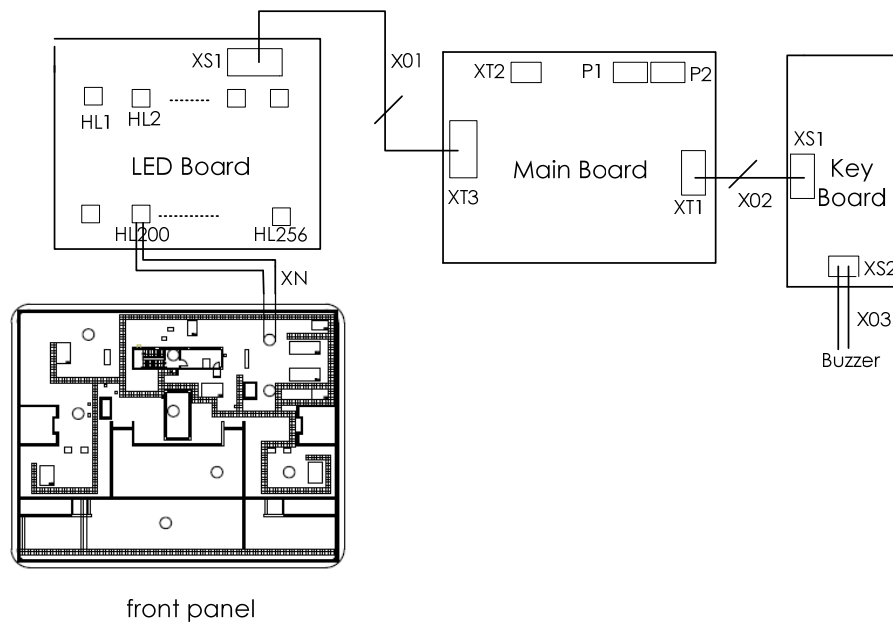 XS1
X01
HL1
HL2
LED Board
HL200
HL256
XN
XT2
P1
P2
Main Board
XT3
XT1
X02
XS1
Key
Board
XS2
X03
Buzzer
front panel